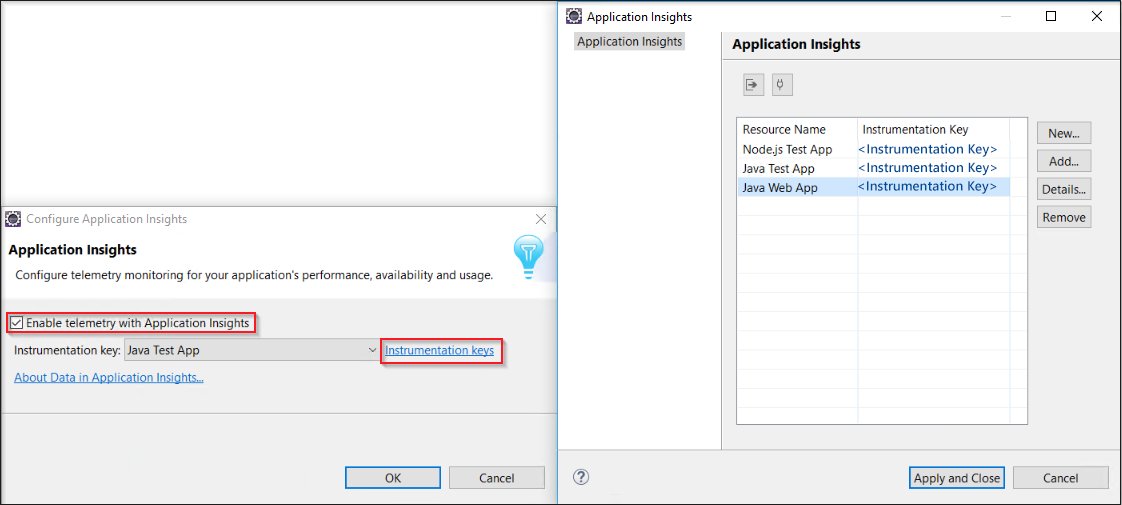 Configure Application Insights
Application Insights
Configure telemetry monitoring for your application's performance, availability and usage.
Enable telemetry with Application Insights
Instrumentation key: Java Test App Instrumentation keys
About Data in Application Insights...
OK Cancel
Application Insights
Application Insights
Application Insights
Resource Name Instrumentation Key
Node.js Test App <Instrumentation Key>
Java Test App <Instrumentation Key>
Java Web App <Instrumentation Key>
New...
Add...
Details...
Remove
? Apply and Close Cancel